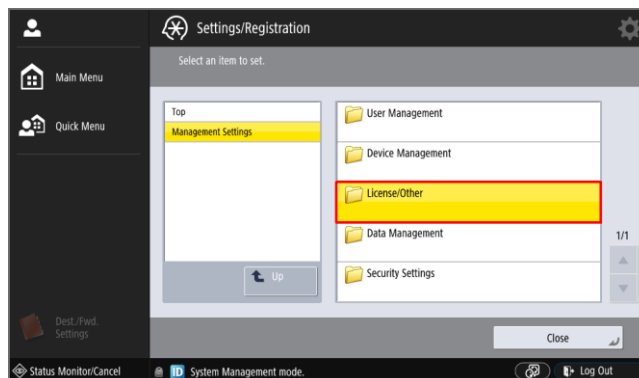 Settings/Registration
Select an item to set.
Main Menu
Quick Menu
Top
Management Settings
Up
User Management
Device Management
License/Other
Data Management
Security Settings
1/1
Dest./Fwd.
Settings
Close
Status Monitor/Cancel
ID System Management mode.
Log Out